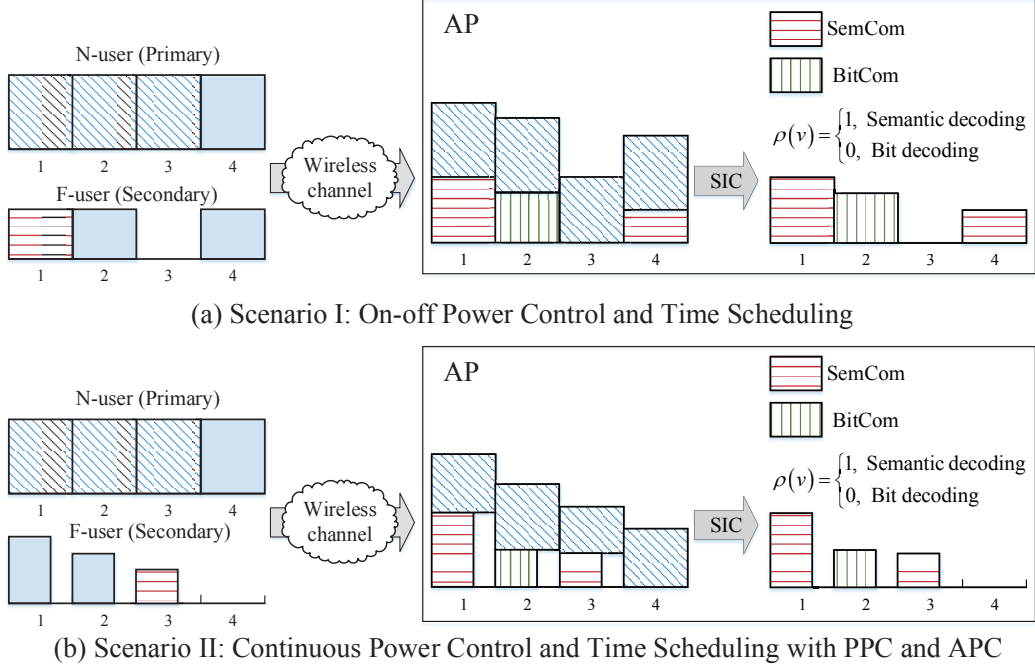 AP
SemCom
N-user (Primary)
BitCom
ρ(v) = {1, Semantic decoding
0, Bit decoding
1 2 3 4
Wireless
channel
SIC
F-user (Secondary)
1 2 3 4
1 2 3 4
1 2 3 4
(a) Scenario I: On-off Power Control and Time Scheduling
AP
SemCom
N-user (Primary)
BitCom
ρ(v) = {1, Semantic decoding
0, Bit decoding
1 2 3 4
Wireless
channel
SIC
F-user (Secondary)
1 2 3 4
1 2 3 4
1 2 3 4
(b) Scenario II: Continuous Power Control and Time Scheduling with PPC and APC